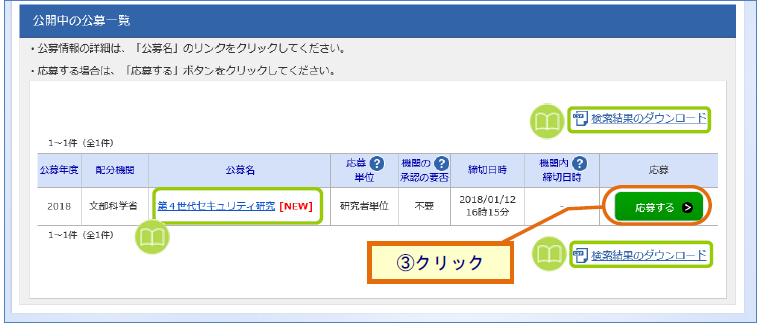 公開中の公募一覧
・公募情報の詳細は、「公募名」のリンクをクリックしてください。
・応募する場合は、「応募する」ボタンをクリックしてください。
検索結果のダウンロード
1～1件 (全1件)
公募年度 配分機関 公募名 応募単位 ? 機関の承認の要否 ? 締切日時 機関内締切日時 ? 応募
2018 文部科学省 第4世代セキュリティ研究 [NEW] 研究者単位 不要 2018/01/12 16時15分 - 応募する
1～1件 (全1件)
③クリック
検索結果のダウンロード